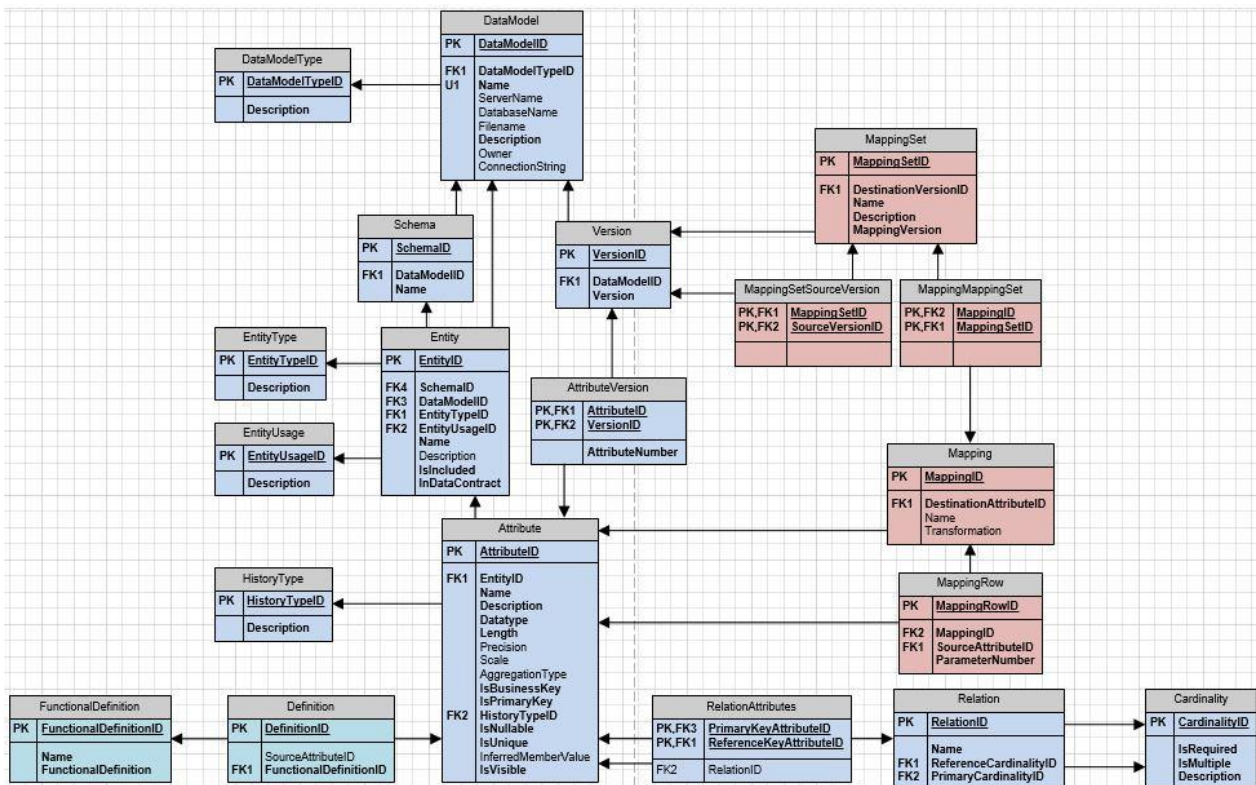 DataModel
PK DataModelID
FK1 DataModelTypeID
U1 Name
ServerName
DatabaseName
Filename
Description
Owner
ConnectionString
DataModelType
PK DataModelTypeID
Description
MappingSet
PK MappingSetID
FK1 DestinationVersionID
Name
Description
MappingVersion
Schema
PK SchemaID
FK1 DataModelID
Name
Version
PK VersionID
FK1 DataModelID
Version
MappingSetSourceVersion
PK,FK1 MappingSetID
PK,FK2 SourceVersionID
MappingMappingSet
PK,FK2 MappingID
PK,FK1 MappingSetID
EntityType
PK EntityTypeID
Description
Entity
PK EntityID
FK4 SchemaID
FK3 DataModelID
FK1 EntityTypeID
FK2 EntityUsageID
Name
Description
IsIncluded
InDataContract
AttributeVersion
PK,FK1 AttributeID
PK,FK2 VersionID
AttributeNumber
EntityUsage
PK EntityUsageID
Description
Mapping
PK MappingID
FK1 DestinationAttributeID
Name
Transformation
Attribute
PK AttributeID
FK1 EntityID
Name
Description
Datatype
Length
Precision
Scale
AggregationType
IsBusinessKey
IsPrimaryKey
FK2 HistoryTypeID
IsNullable
IsUnique
InferredMemberValue
IsVisible
HistoryType
PK HistoryTypeID
Description
MappingRow
PK MappingRowID
FK2 MappingID
FK1 SourceAttributeID
ParameterNumber
FunctionalDefinition
PK FunctionalDefinitionID
Name
FunctionalDefinition
Definition
PK DefinitionID
SourceAttributeID
FK1 FunctionalDefinitionID
RelationAttributes
PK,FK3 PrimaryKeyAttributeID
PK,FK1 ReferenceKeyAttributeID
FK2 RelationID
Relation
PK RelationID
Name
FK1 ReferenceCardinalityID
FK2 PrimaryCardinalityID
Cardinality
PK CardinalityID
IsRequired
IsMultiple
Description